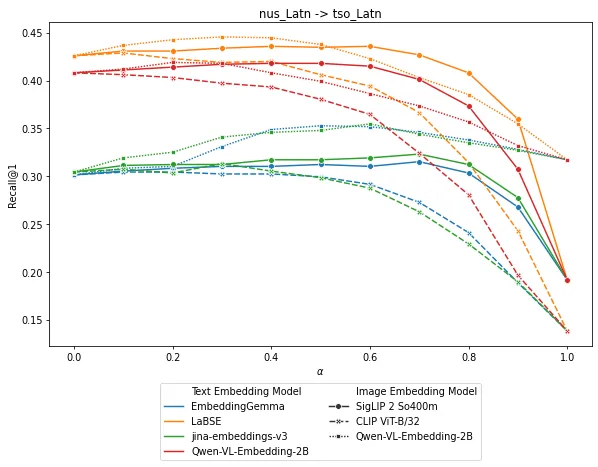 nus_Latn -> tso_Latn
Recall@1
0.45
0.40
0.35
0.30
0.25
0.20
0.15
0.0
0.2
0.4
0.6
0.8
1.0
α
Text Embedding Model
EmbeddingGemma
LaBSE
jina-embeddings-v3
Qwen-VL-Embedding-2B
Image Embedding Model
SigLIP 2 So400m
CLIP ViT-B/32
Qwen-VL-Embedding-2B